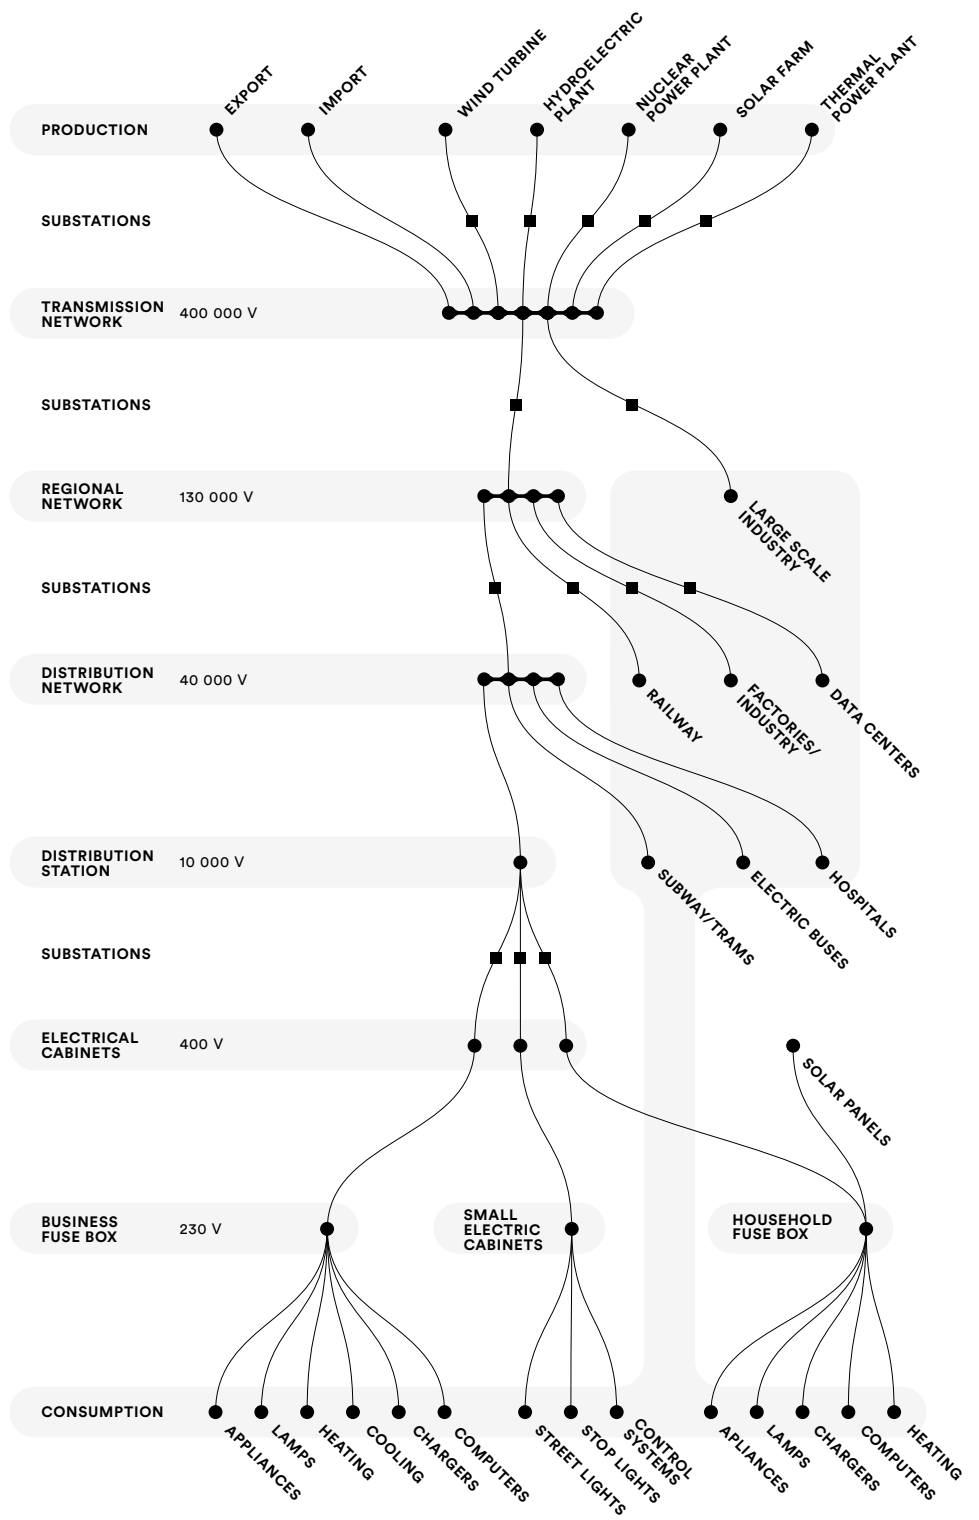 EXPORT
IMPORT
WIND TURBINE
HYDROELECTRIC
PLANT
NUCLEAR
POWER PLANT
SOLAR FARM
THERMAL
POWER PLANT
PRODUCTION
SUBSTATIONS
TRANSMISSION
NETWORK
400 000 V
SUBSTATIONS
REGIONAL
NETWORK
130 000 V
LARGE SCALE
INDUSTRY
SUBSTATIONS
DISTRIBUTION
NETWORK
40 000 V
RAILWAY
FACTORIES/
INDUSTRY
DATA CENTERS
DISTRIBUTION
STATION
10 000 V
SUBWAY/TRAMS
ELECTRIC BUSES
HOSPITALS
SUBSTATIONS
ELECTRICAL
CABINETS
400 V
SOLAR PANELS
BUSINESS
FUSE BOX
230 V
SMALL
ELECTRIC
CABINETS
HOUSEHOLD
FUSE BOX
CONSUMPTION
APPLIANCES
LAMPS
HEATING
COOLING
CHARGERS
COMPUTERS
STREET LIGHTS
STOP LIGHTS
CONTROL
SYSTEMS
APLIANCES
LAMPS
CHARGERS
COMPUTERS
HEATING